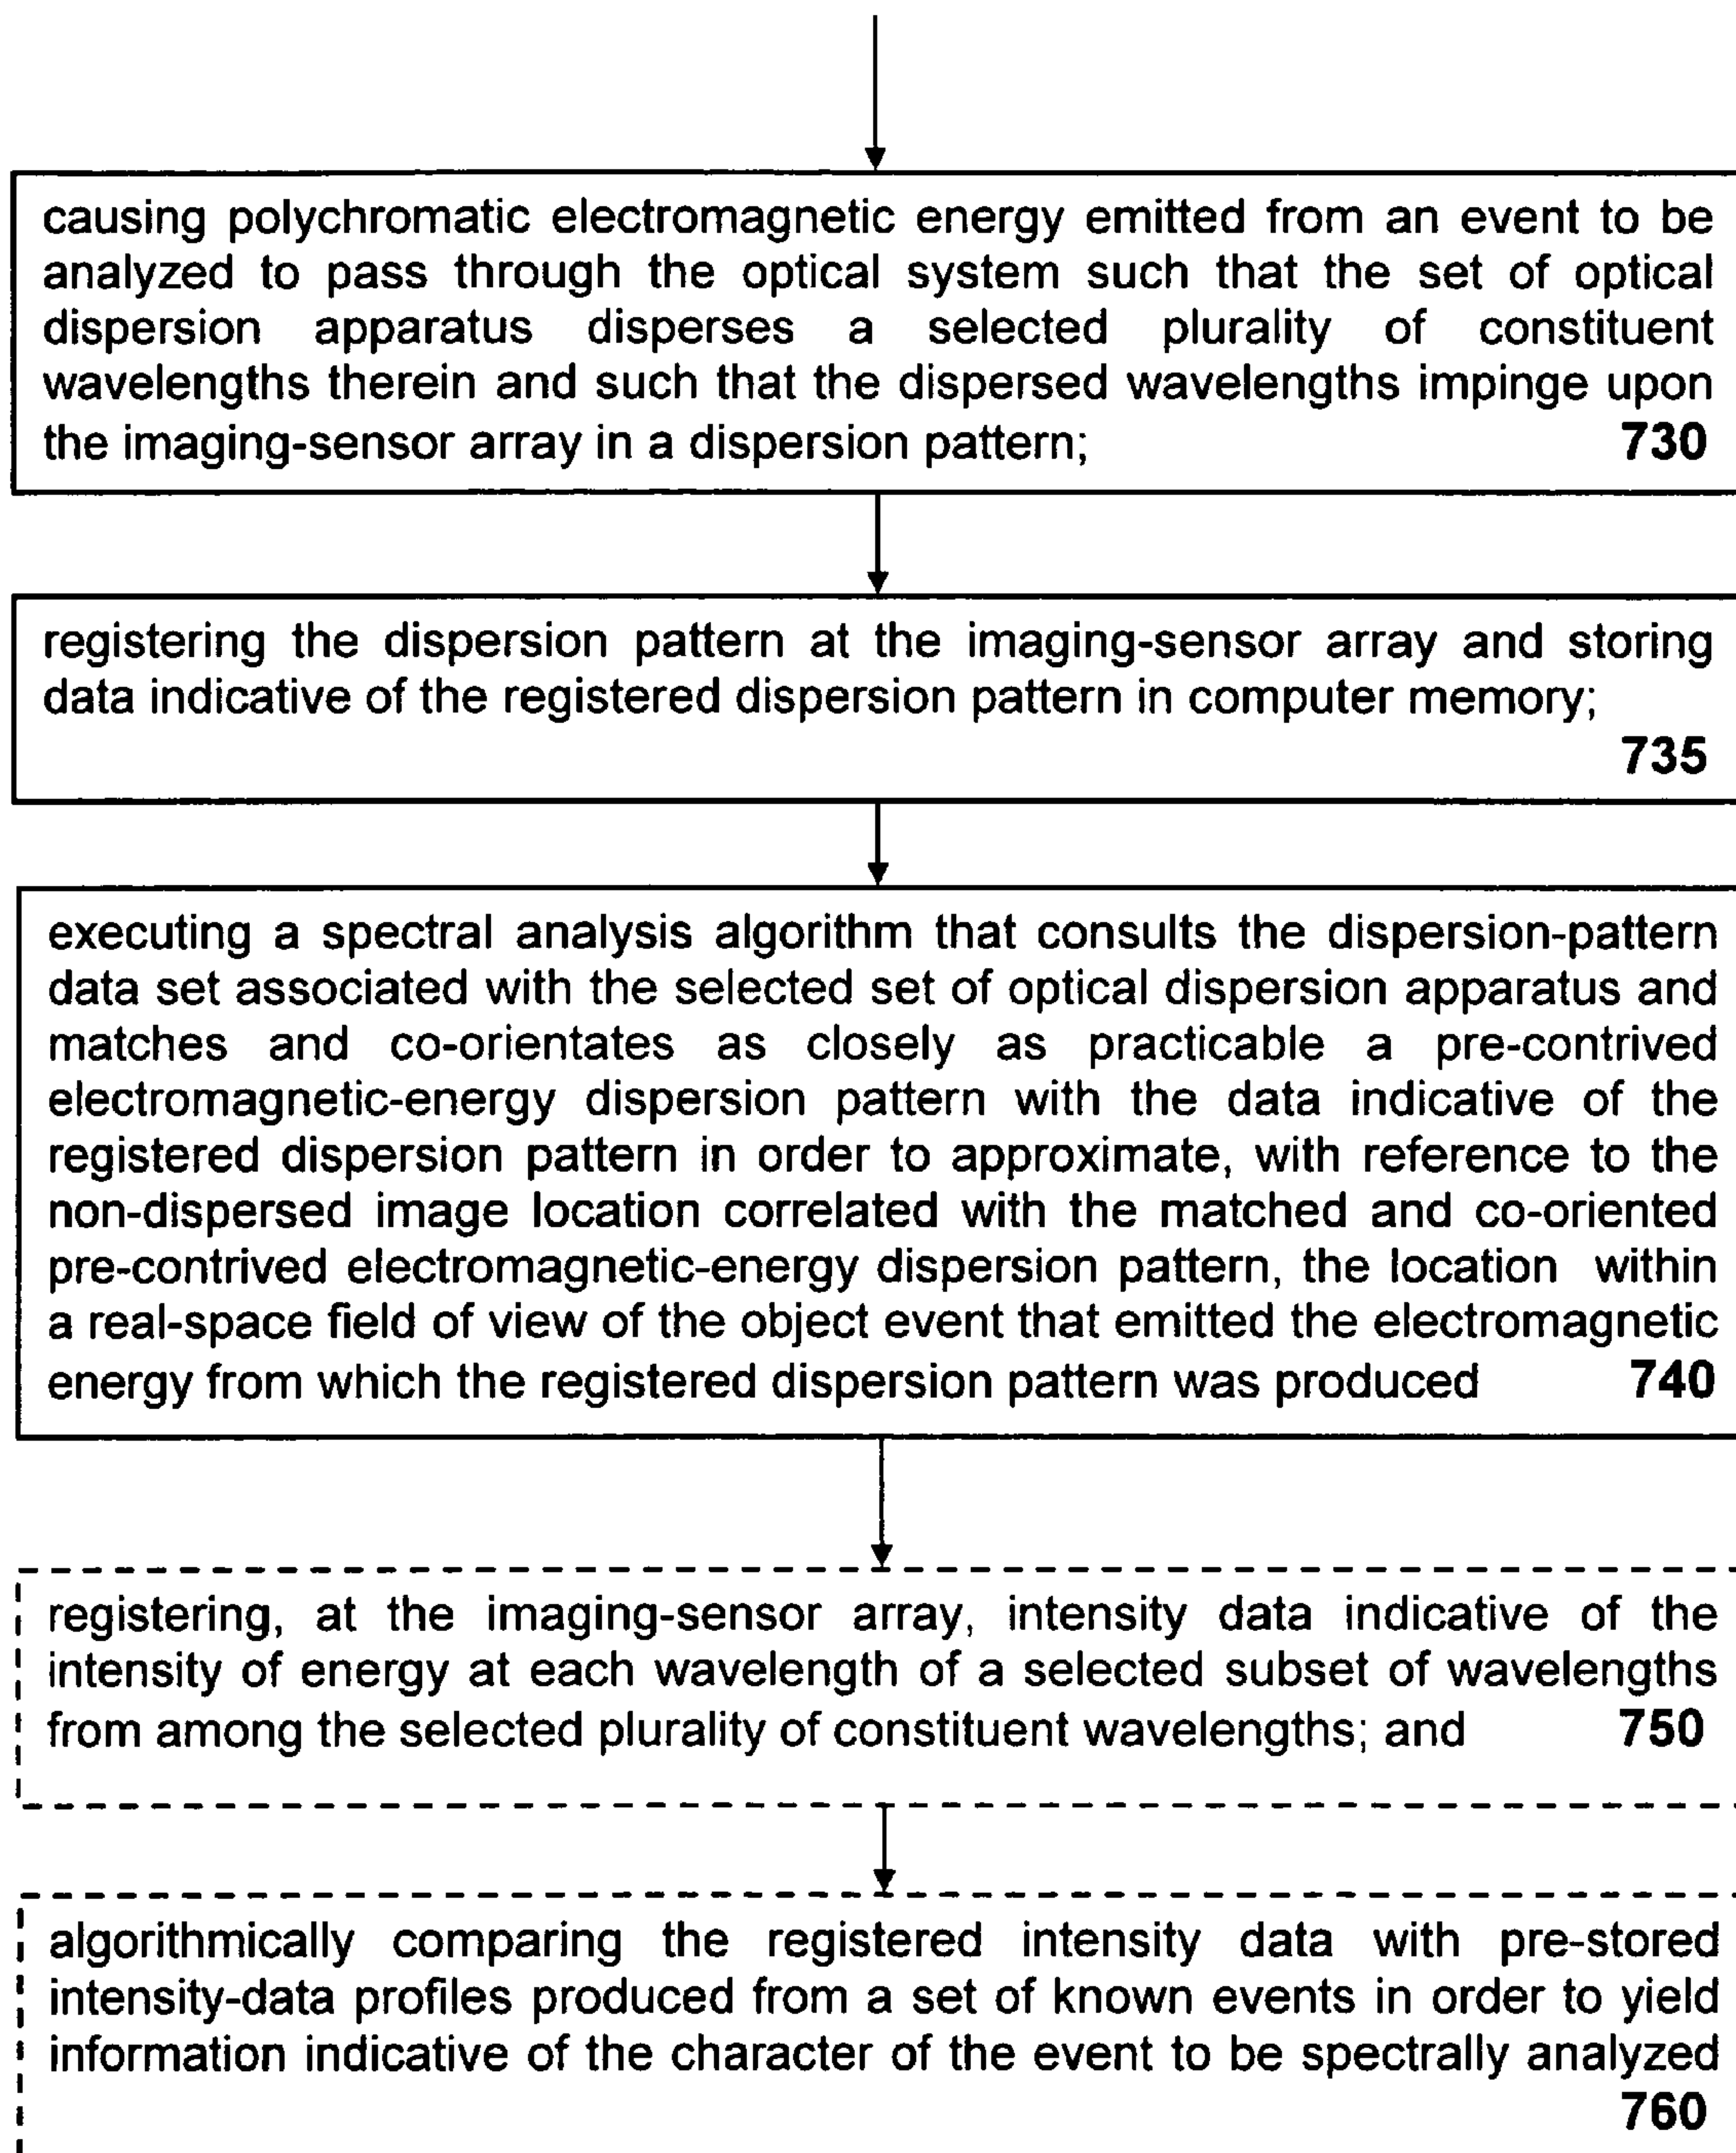 causing polychromatic electromagnetic energy emitted from an event to be
analyzed to pass through the optical system such that the set of optical
dispersion apparatus disperses a selected plurality of constituent
wavelengths therein and such that the dispersed wavelengths impinge upon
the imaging-sensor array in a dispersion pattern; 730
registering the dispersion pattern at the imaging-sensor array and storing
data indicative of the registered dispersion pattern in computer memory;
735
executing a spectral analysis algorithm that consults the dispersion-pattern
data set associated with the selected set of optical dispersion apparatus and
matches and co-orientates as closely as practicable a pre-contrived
electromagnetic-energy dispersion pattern with the data indicative of the
registered dispersion pattern in order to approximate, with reference to the
non-dispersed image location correlated with the matched and co-oriented
pre-contrived electromagnetic-energy dispersion pattern, the location within
a real-space field of view of the object event that emitted the electromagnetic
energy from which the registered dispersion pattern was produced 740
registering, at the imaging-sensor array, intensity data indicative of the
intensity of energy at each wavelength of a selected subset of wavelengths
from among the selected plurality of constituent wavelengths; and 750
algorithmically comparing the registered intensity data with pre-stored
intensity-data profiles produced from a set of known events in order to yield
information indicative of the character of the event to be spectrally analyzed
760